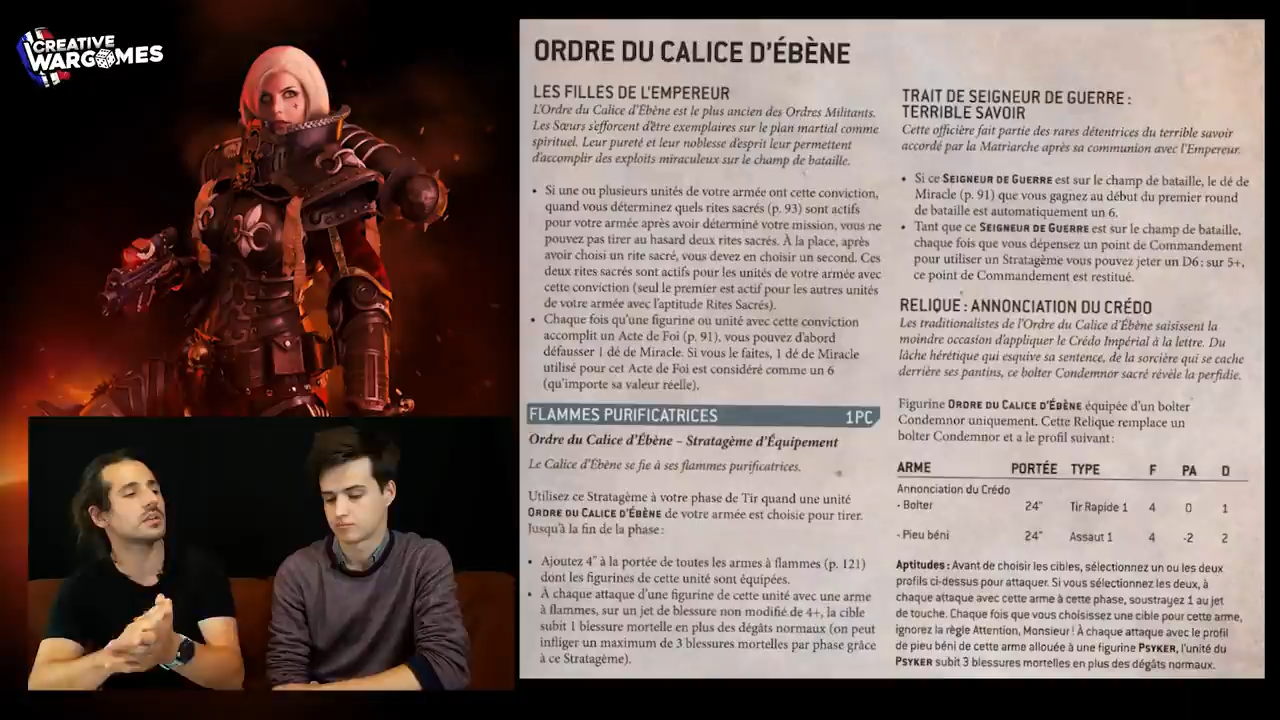 CREATIVE
WARGOMES
ORDRE DU CALICE D'ÉBÈNE
LES FILLES DE L'EMPEREUR
L'Ordre du Calice d'Ébène est le plus ancien des Ordres Militants.
Les Sœurs s'efforcent d'être exemplaires sur le plan martial comme
spirituel. Leur pureté et leur noblesse d'esprit leur permettent
d'accomplir des exploits miraculeux sur le champ de bataille.
• Si une ou plusieurs unités de votre armée ont cette conviction,
quand vous déterminez quels rites sacrés (p. 93) sont actifs
pour votre armée après avoir déterminé votre mission, vous ne
pouvez pas tirer au hasard deux rites sacrés. À la place, après
avoir choisi un rite sacré, vous devez en choisir un second. Ces
deux rites sacrés sont actifs pour les unités de votre armée avec
cette conviction (seul le premier est actif pour les autres unités
de votre armée avec l'aptitude Rites Sacrés).
• Chaque fois qu'une figurine ou unité avec cette conviction
accomplit un Acte de Foi (p. 91), vous pouvez d'abord
défausser 1 dé de Miracle. Si vous le faites, 1 dé de Miracle
utilisé pour cet Acte de Foi est considéré comme un 6
(qu'importe sa valeur réelle).
FLAMMES PURIFICATRICES 1PC
Ordre du Calice d'Ébène – Stratagème d'Équipement
Le Calice d'Ébène se fie à ses flammes purificatrices.
Utilisez ce Stratagème à votre phase de Tir quand une unité
ORDRE DU CALICE D'ÉBÈNE de votre armée est choisie pour tirer.
Jusqu'à la fin de la phase :
• Ajoutez 4" à la portée de toutes les armes à flammes (p. 121)
dont les figurines de cette unité sont équipées.
• À chaque attaque d'une figurine de cette unité avec une arme
à flammes, sur un jet de blessure non modifié de 4+, la cible
subit 1 blessure mortelle en plus des dégâts normaux (on peut
infliger un maximum de 3 blessures mortelles par phase grâce
à ce Stratagème).
TRAIT DE SEIGNEUR DE GUERRE :
TERRIBLE SAVOIR
Cette officière fait partie des rares détentrices du terrible savoir
accordé par la Matriarche après sa communion avec l'Empereur.
• Si ce SEIGNEUR DE GUERRE est sur le champ de bataille, le dé de
Miracle (p. 91) que vous gagnez au début du premier round
de bataille est automatiquement un 6.
• Tant que ce SEIGNEUR DE GUERRE est sur le champ de bataille,
chaque fois que vous dépensez un point de Commandement
pour utiliser un Stratagème vous pouvez jeter un D6 ; sur 5+,
ce point de Commandement est restitué.
RELIQUE : ANNONCIATION DU CRÉDO
Les traditionalistes de l'Ordre du Calice d'Ébène saisissent la
moindre occasion d'appliquer le Crédo Impérial à la lettre. Du
lâche hérétique qui esquive sa sentence, de la sorcière qui se cache
derrière ses pantins, ce bolter Condemnor sacré révèle la perfidie.
Figurine ORDRE DU CALICE D'ÉBÈNE équipée d'un bolter
Condemnor uniquement. Cette Relique remplace un
bolter Condemnor et a le profil suivant :
ARME PORTÉE TYPE F PA D
Annonciation du Crédo
- Bolter 24" Tir Rapide 1 4 0 1
- Pieu béni 24" Assaut 1 4 -2 2
Aptitudes : Avant de choisir les cibles, sélectionnez un ou les deux
profils ci-dessus pour attaquer. Si vous sélectionnez les deux, à
chaque attaque avec cette arme à cette phase, soustrayez 1 au jet
de touche. Chaque fois que vous choisissez une cible pour cette arme,
ignorez la règle Attention, Monsieur ! À chaque attaque avec le profil
de pieu béni de cette arme allouée à une figurine PSYKER, l'unité du
PSYKER subit 3 blessures mortelles en plus des dégâts normaux.